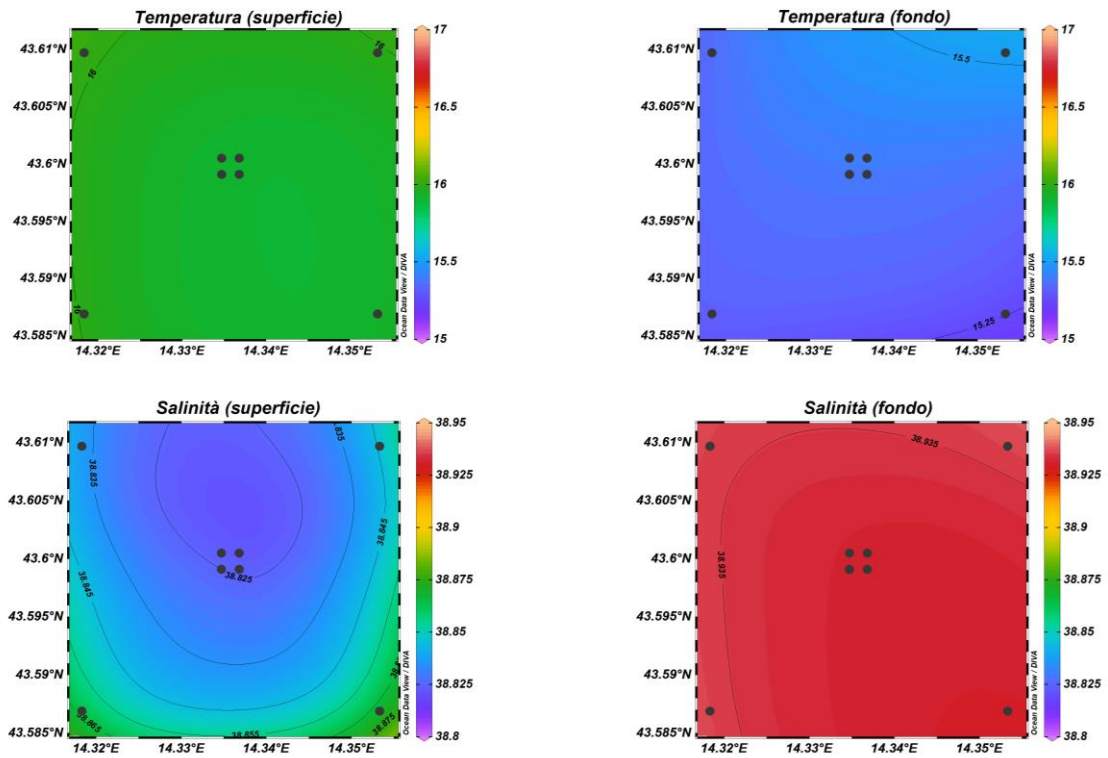 Temperatura (superficie)
43.61°N
43.605°N
43.6°N
43.595°N
43.59°N
43.585°N
14.32°E
14.33°E
14.34°E
14.35°E
16
16
16
17
16.5
16
15.5
15
Ocean Data View / DIVA
Temperatura (fondo)
43.61°N
43.605°N
43.6°N
43.595°N
43.59°N
43.585°N
14.32°E
14.33°E
14.34°E
14.35°E
15.5
15.25
17
16.5
16
15.5
15
Ocean Data View / DIVA
Salinità (superficie)
43.61°N
43.605°N
43.6°N
43.595°N
43.59°N
43.585°N
14.32°E
14.33°E
14.34°E
14.35°E
38.835
38.845
38.845
38.825
38.865
38.855
38.875
38.95
38.925
38.9
38.875
38.85
38.825
38.8
Ocean Data View / DIVA
Salinità (fondo)
43.61°N
43.605°N
43.6°N
43.595°N
43.59°N
43.585°N
14.32°E
14.33°E
14.34°E
14.35°E
38.935
38.935
38.95
38.925
38.9
38.875
38.85
38.825
38.8
Ocean Data View / DIVA